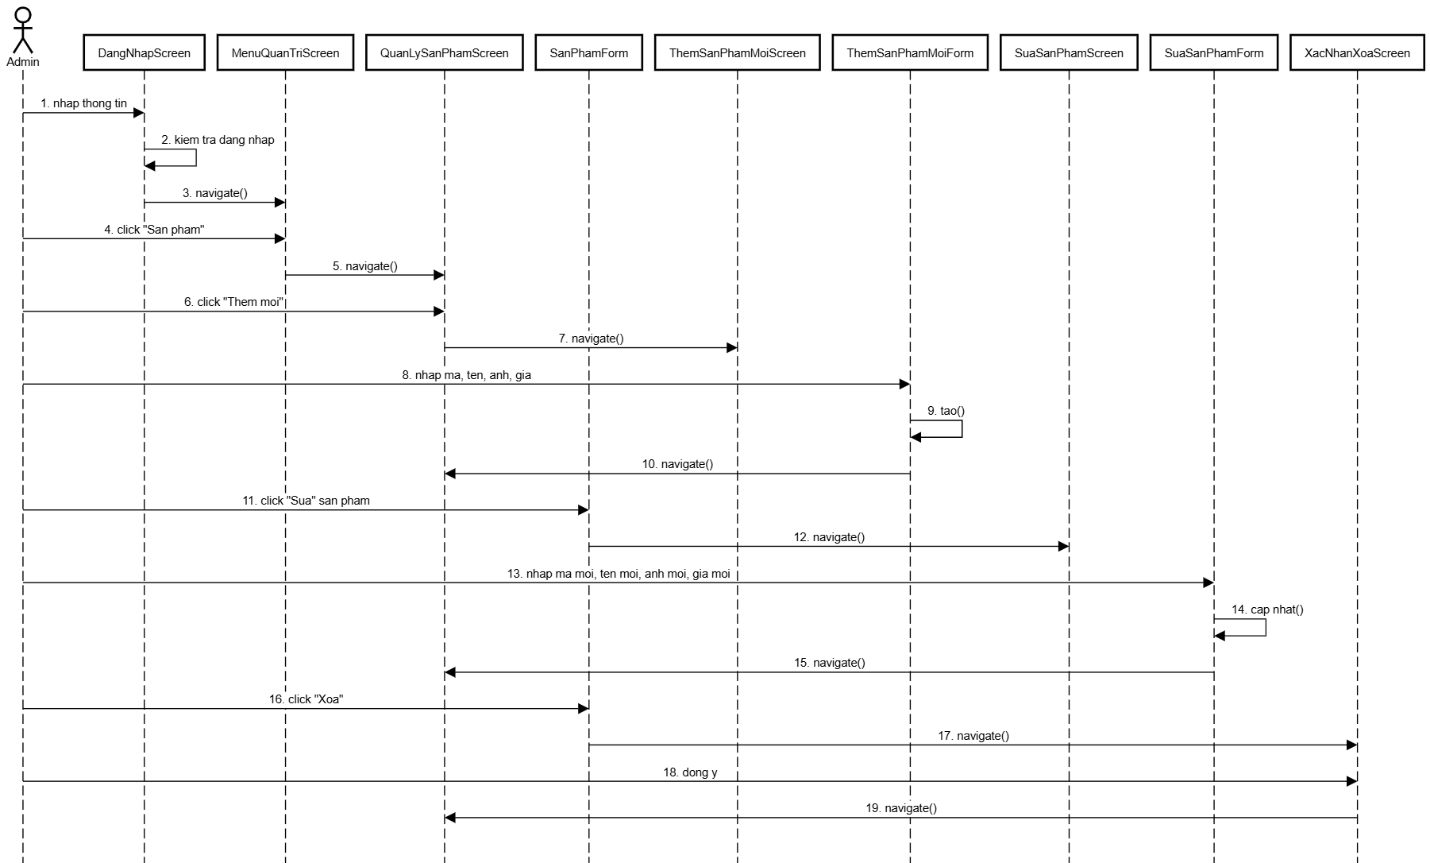 Admin
DangNhapScreen
MenuQuanTriScreen
QuanLySanPhamScreen
SanPhamForm
ThemSanPhamMoiScreen
ThemSanPhamMoiForm
SuaSanPhamScreen
SuaSanPhamForm
XacNhanXoaScreen
1. nhap thong tin
2. kiem tra dang nhap
3. navigate()
4. click "San pham"
5. navigate()
6. click "Them moi"
7. navigate()
8. nhap ma, ten, anh, gia
9. tao()
10. navigate()
11. click "Sua" san pham
12. navigate()
13. nhap ma moi, ten moi, anh moi, gia moi
14. cap nhat()
15. navigate()
16. click "Xoa"
17. navigate()
18. dong y
19. navigate()